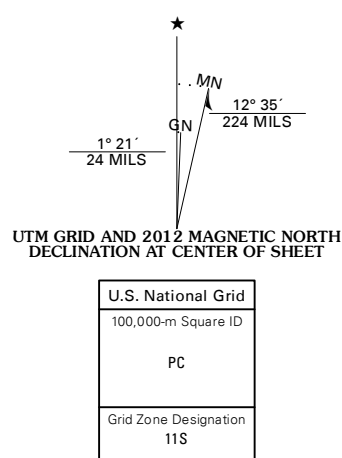 ★
MN
12° 35´
224 MILS
GN
1° 21´
24 MILS
UTM GRID AND 2012 MAGNETIC NORTH
DECLINATION AT CENTER OF SHEET
U.S. National Grid
100,000-m Square ID
PC
Grid Zone Designation
11S